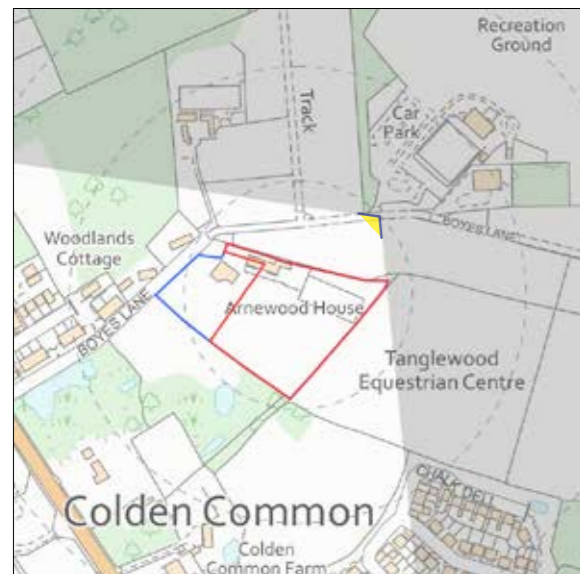 Recreation
Ground
Track
Car
Park
BOYES LANE
Woodlands
Cottage
BOYES LANE
Arnewood House
Tanglewood
Equestrian Centre
CHALK DELL
Colden Common
Colden
Common Farm